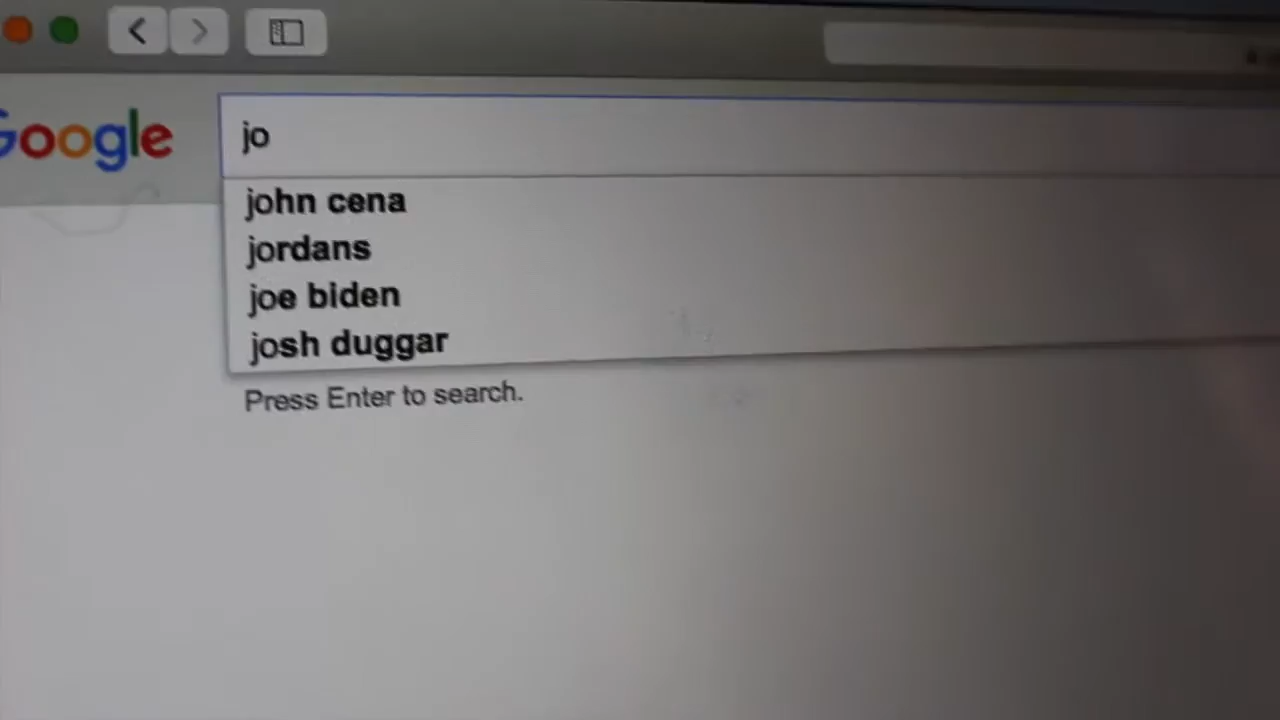 Google
jo
john cena
jordans
joe biden
josh duggar
Press Enter to search.